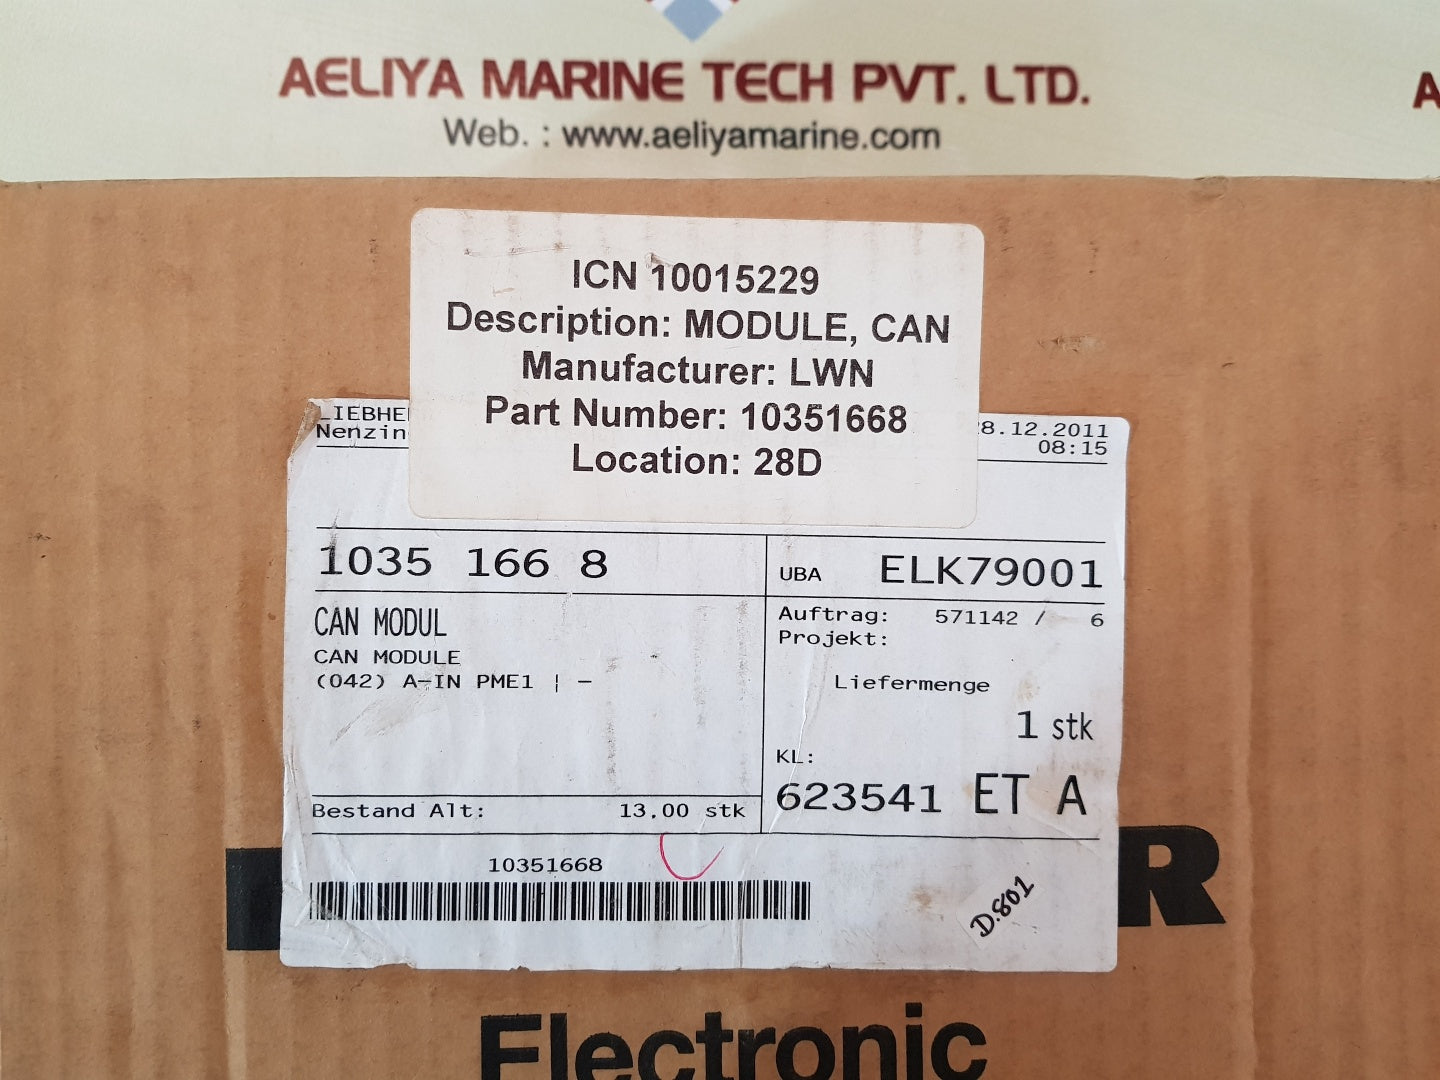 AELIYA MARINE TECH PVT. LTD.
Web. : www.aeliyamarine.com
ICN 10015229
Description: MODULE, CAN
Manufacturer: LWN
Part Number: 10351668
Location: 28D
8.12.2011
08:15
1035 166 8
UBA ELK79001
CAN MODUL
CAN MODULE
(042) A-IN PME1 ¦ -
Auftrag: 571142 / 6
Projekt:
Liefermenge
1 stk
KL:
623541 ET A
Bestand Alt: 13,00 stk
10351668
D.801
Electronic